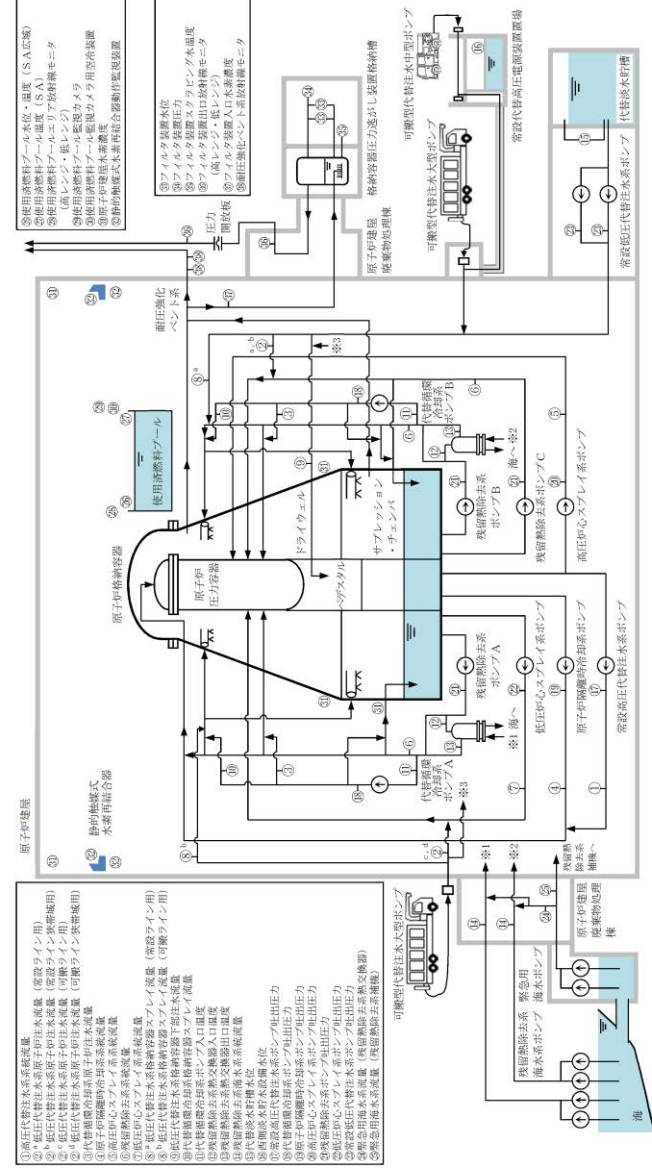 ①高圧代替注水系系統流量
②ᵃ低圧代替注水系原子炉注水流量（常設ライン用）
②ᵇ低圧代替注水系原子炉注水流量（常設ライン狭帯域用）
②ᶜ低圧代替注水系原子炉注水流量（可搬ライン用）
②ᵈ低圧代替注水系原子炉注水流量（可搬ライン狭帯域用）
③代替循環冷却系原子炉注水流量
④原子炉隔離時冷却系系統流量
⑤高圧炉心スプレイ系系統流量
⑥残留熱除去系系統流量
⑦低圧炉心スプレイ系系統流量
⑧ᵃ低圧代替注水系格納容器スプレイ流量（常設ライン用）
⑧ᵇ低圧代替注水系格納容器スプレイ流量（可搬ライン用）
⑨低圧代替注水系格納容器下部注水流量
⑩代替循環冷却系格納容器スプレイ流量
⑪代替循環冷却系ポンプ入口温度
⑫残留熱除去系熱交換器入口温度
⑬残留熱除去系熱交換器出口温度
⑭残留熱除去系海水系系統流量
⑮代替淡水貯槽水位
⑯西側淡水貯水設備水位
⑰常設高圧代替注水系ポンプ吐出圧力
⑱代替循環冷却系ポンプ吐出圧力
⑲原子炉隔離時冷却系ポンプ吐出圧力
⑳高圧炉心スプレイ系ポンプ吐出圧力
㉑残留熱除去系ポンプ吐出圧力
㉒低圧炉心スプレイ系ポンプ吐出圧力
㉓常設低圧代替注水系ポンプ吐出圧力
㉔緊急用海水系流量（残留熱除去系熱交換器）
㉕緊急用海水系流量（残留熱除去系補機）
㉖使用済燃料プール水位・温度（ＳＡ広域）
㉗使用済燃料プール温度（ＳＡ）
㉘使用済燃料プールエリア放射線モニタ
（高レンジ・低レンジ）
㉙使用済燃料プール監視カメラ
㉚使用済燃料プール監視カメラ用空冷装置
㉛原子炉建屋水素濃度
㉜静的触媒式水素再結合器動作監視装置
㉝フィルタ装置水位
㉞フィルタ装置圧力
㉟フィルタ装置スクラビング水温度
㊱フィルタ装置出口放射線モニタ
（高レンジ・低レンジ）
㊲フィルタ装置入口水素濃度
㊳耐圧強化ベント系放射線モニタ
原子炉建屋
静的触媒式
水素再結合器
原子炉格納容器
使用済燃料プール
原子炉
圧力容器
ドライウェル
ペデスタル
サプレッション
・チェンバ
耐圧強化
ベント系
圧力
開放板
原子炉建屋
廃棄物処理棟
格納容器圧力逃がし装置格納槽
可搬型代替注水中型ポンプ
可搬型代替注水大型ポンプ
常設代替高圧電源装置置場
代替淡水貯槽
常設低圧代替注水系ポンプ
代替循環
冷却系
ポンプＢ
残留熱除去系
ポンプＢ
海へ ※2
残留熱除去系ポンプＣ
高圧炉心スプレイ系ポンプ
代替循環
冷却系
ポンプＡ
※1 海へ
残留熱除去系
ポンプＡ
低圧炉心スプレイ系ポンプ
原子炉隔離時冷却系ポンプ
常設高圧代替注水系ポンプ
可搬型代替注水大型ポンプ
※3
※3
※1
※2
残留熱
除去系
補機へ
原子炉建屋
廃棄物処理
棟
残留熱除去系
海水系ポンプ
緊急用
海水ポンプ
海